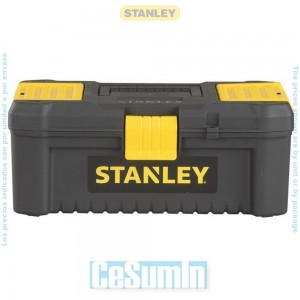 STANLEY
Los precios indicados son por unidad o por envase
The prices shown are by unit or by package
STANLEY
CeSumIn